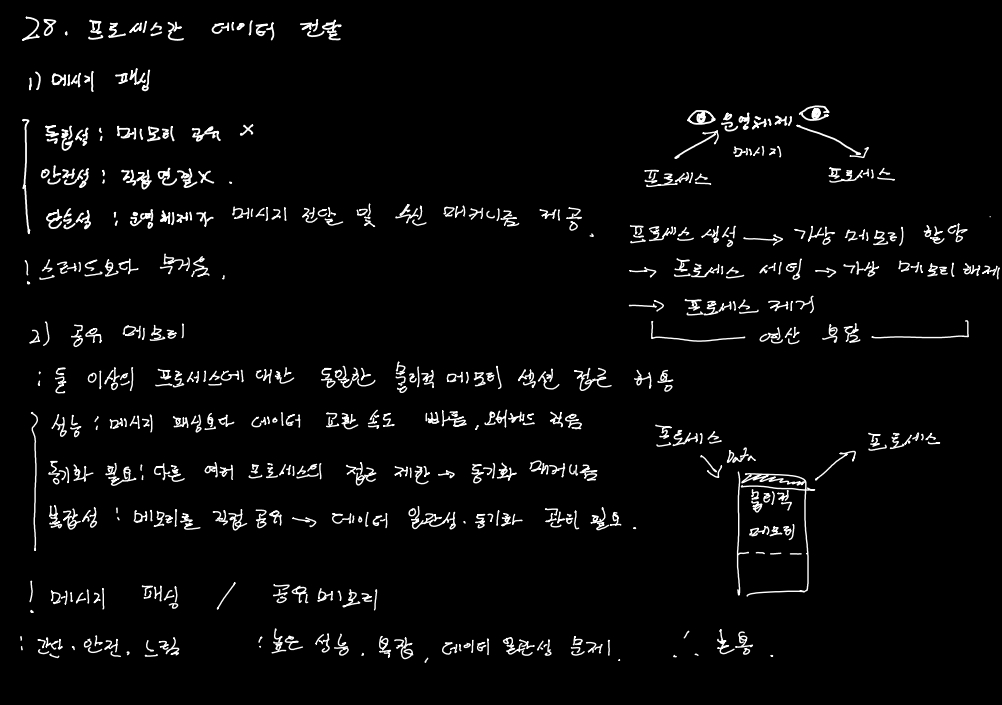 28. 프로세스간 데이터 전달
1) 메시지 패싱
독립성 : 메모리 공유 X
안전성 : 직접 연결 X.
단순성 : 운영체제가 메시지 전달 및 수신 매커니즘 제공.
! 스레드보다 무거움.
운영체제
메시지
프로세스
프로세스
프로세스 생성 → 가상 메모리 할당
→ 프로세스 세팅 → 가상 메모리 해제
→ 프로세스 제거
연산 부담
2) 공유 메모리
: 둘 이상의 프로세스에 대한 동일한 물리적 메모리 섹션 접근 허용
성능 : 메시지 패싱보다 데이터 교환 속도 빠름, 오버헤드 적음
동기화 필요 : 다른 여러 프로세스의 접근 제한 → 동기화 매커니즘
복잡성 : 메모리를 직접 공유 → 데이터 일관성·동기화 관리 필요.
프로세스
Data
프로세스
물리적
메모리
! 메시지 패싱 / 공유 메모리
: 간단·안전, 느림 : 높은 성능, 복잡, 데이터 일관성 문제. ∴ 혼용.